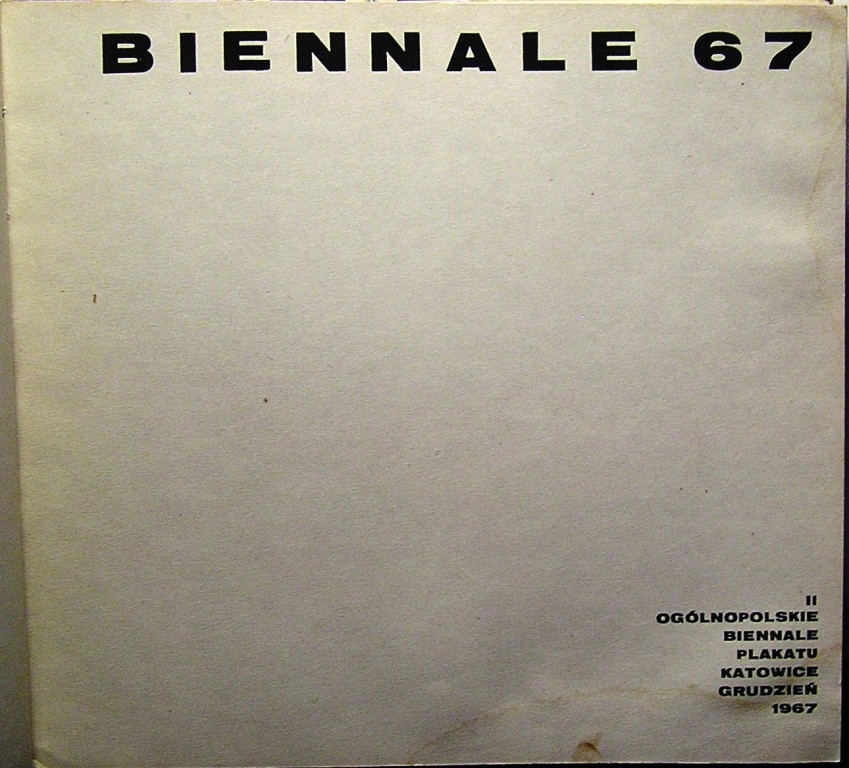 BIENNALE 67
II
OGÓLNOPOLSKIE
BIENNALE
PLAKATU
KATOWICE
GRUDZIEŃ
1967